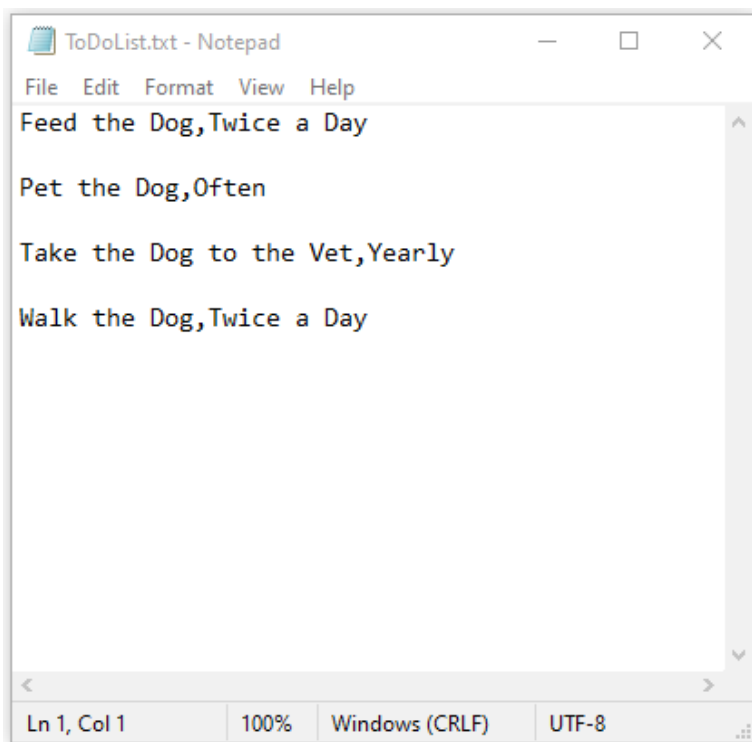 ToDoList.txt - Notepad
File Edit Format View Help
Feed the Dog,Twice a Day
Pet the Dog,Often
Take the Dog to the Vet,Yearly
Walk the Dog,Twice a Day
Ln 1, Col 1 100% Windows (CRLF) UTF-8